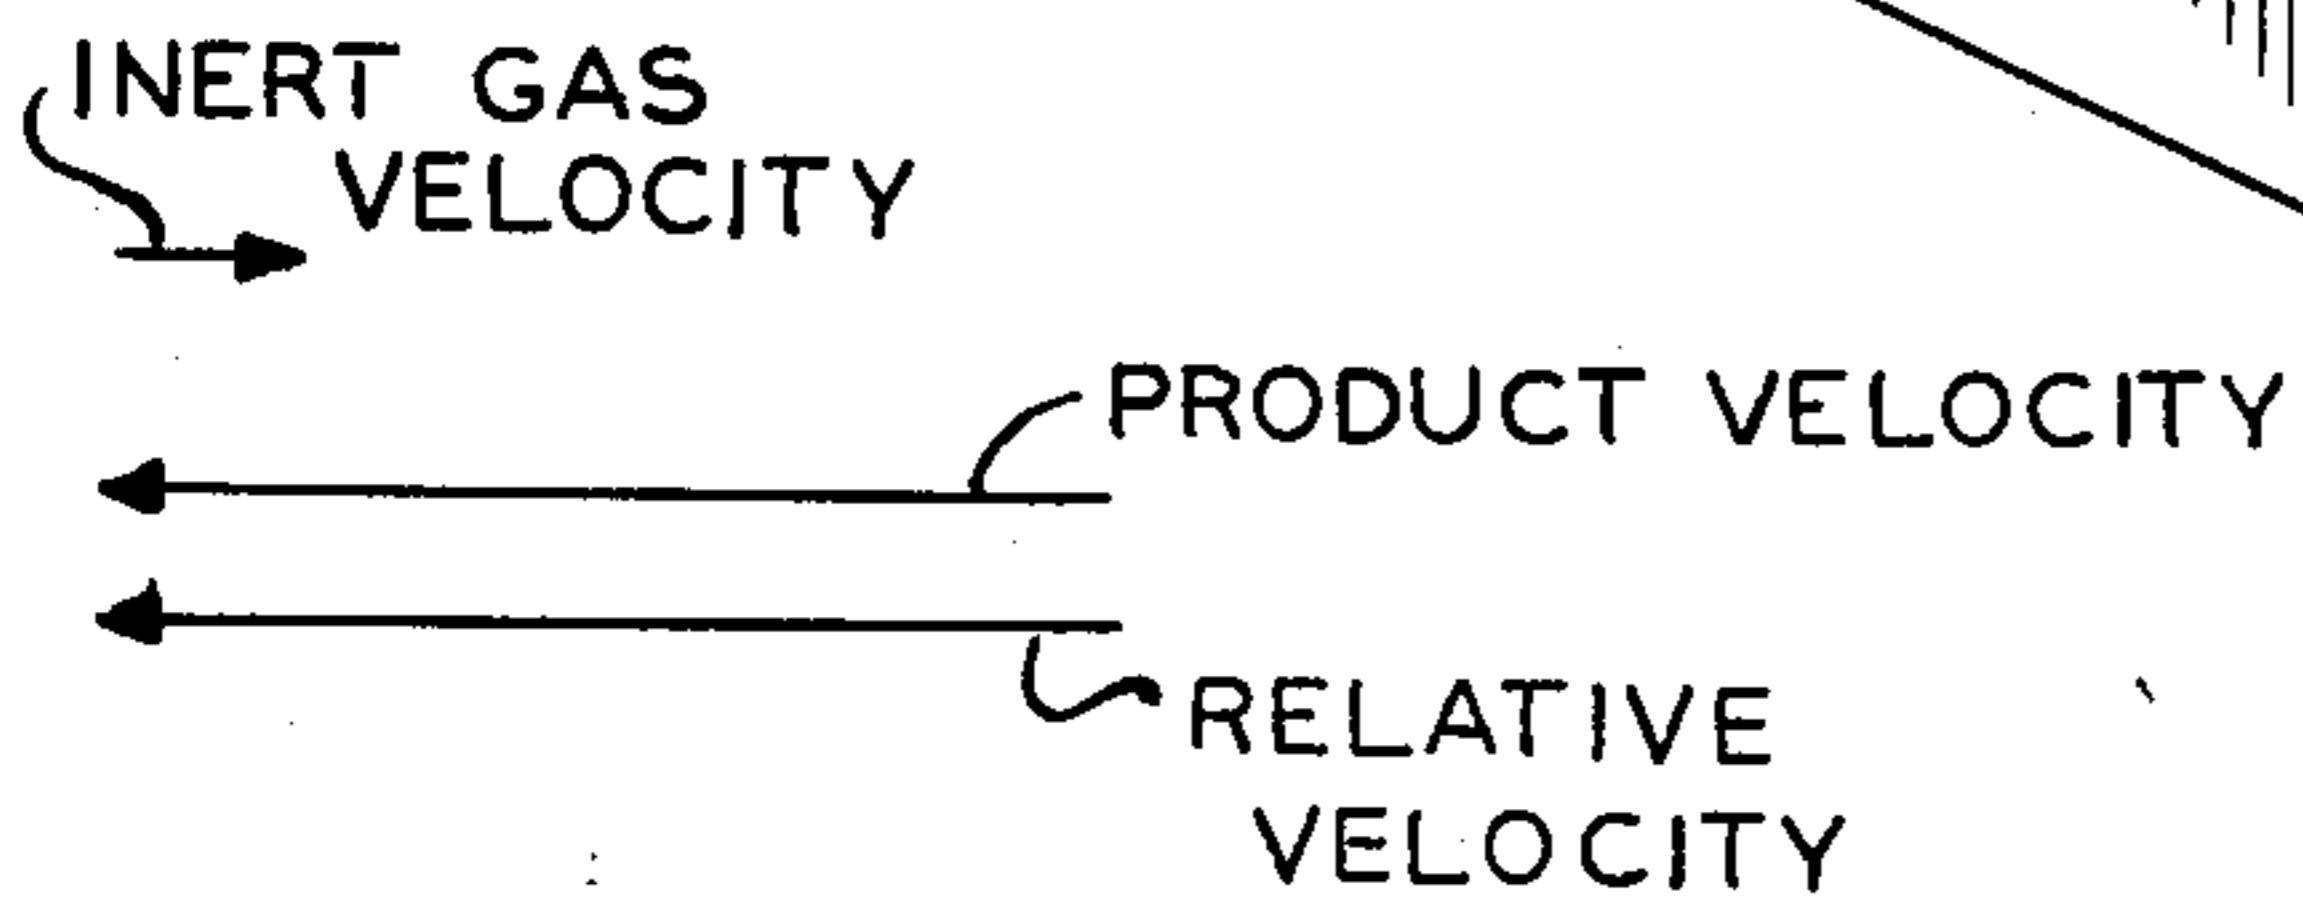 INERT GAS
VELOCITY
PRODUCT VELOCITY
RELATIVE
VELOCITY